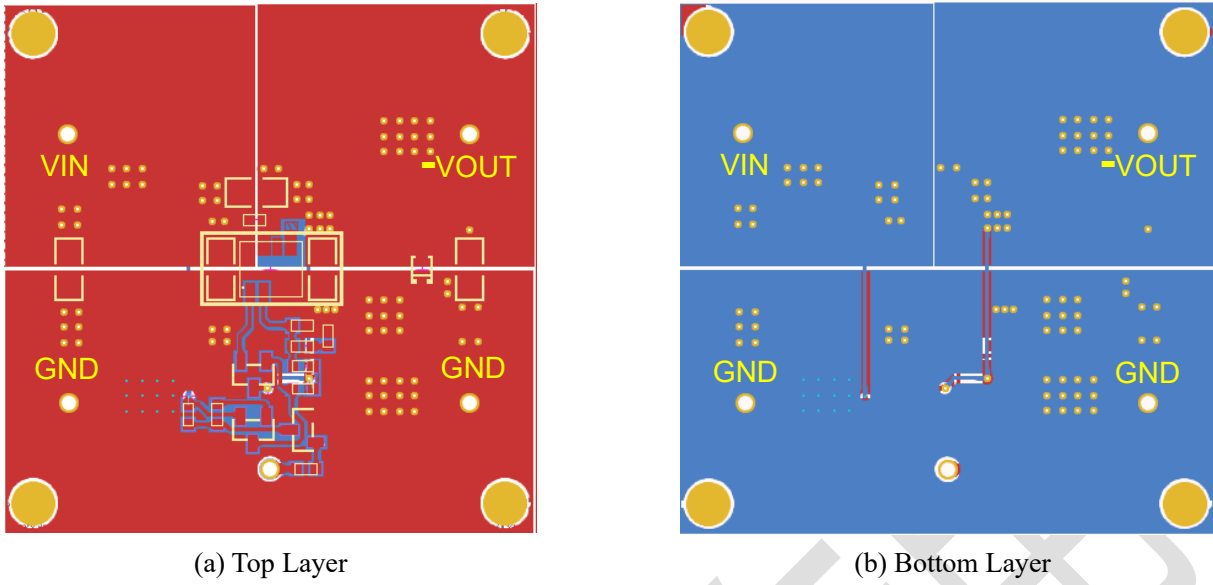 VIN
-VOUT
GND
GND
VIN
-VOUT
GND
GND
(a) Top Layer
(b) Bottom Layer